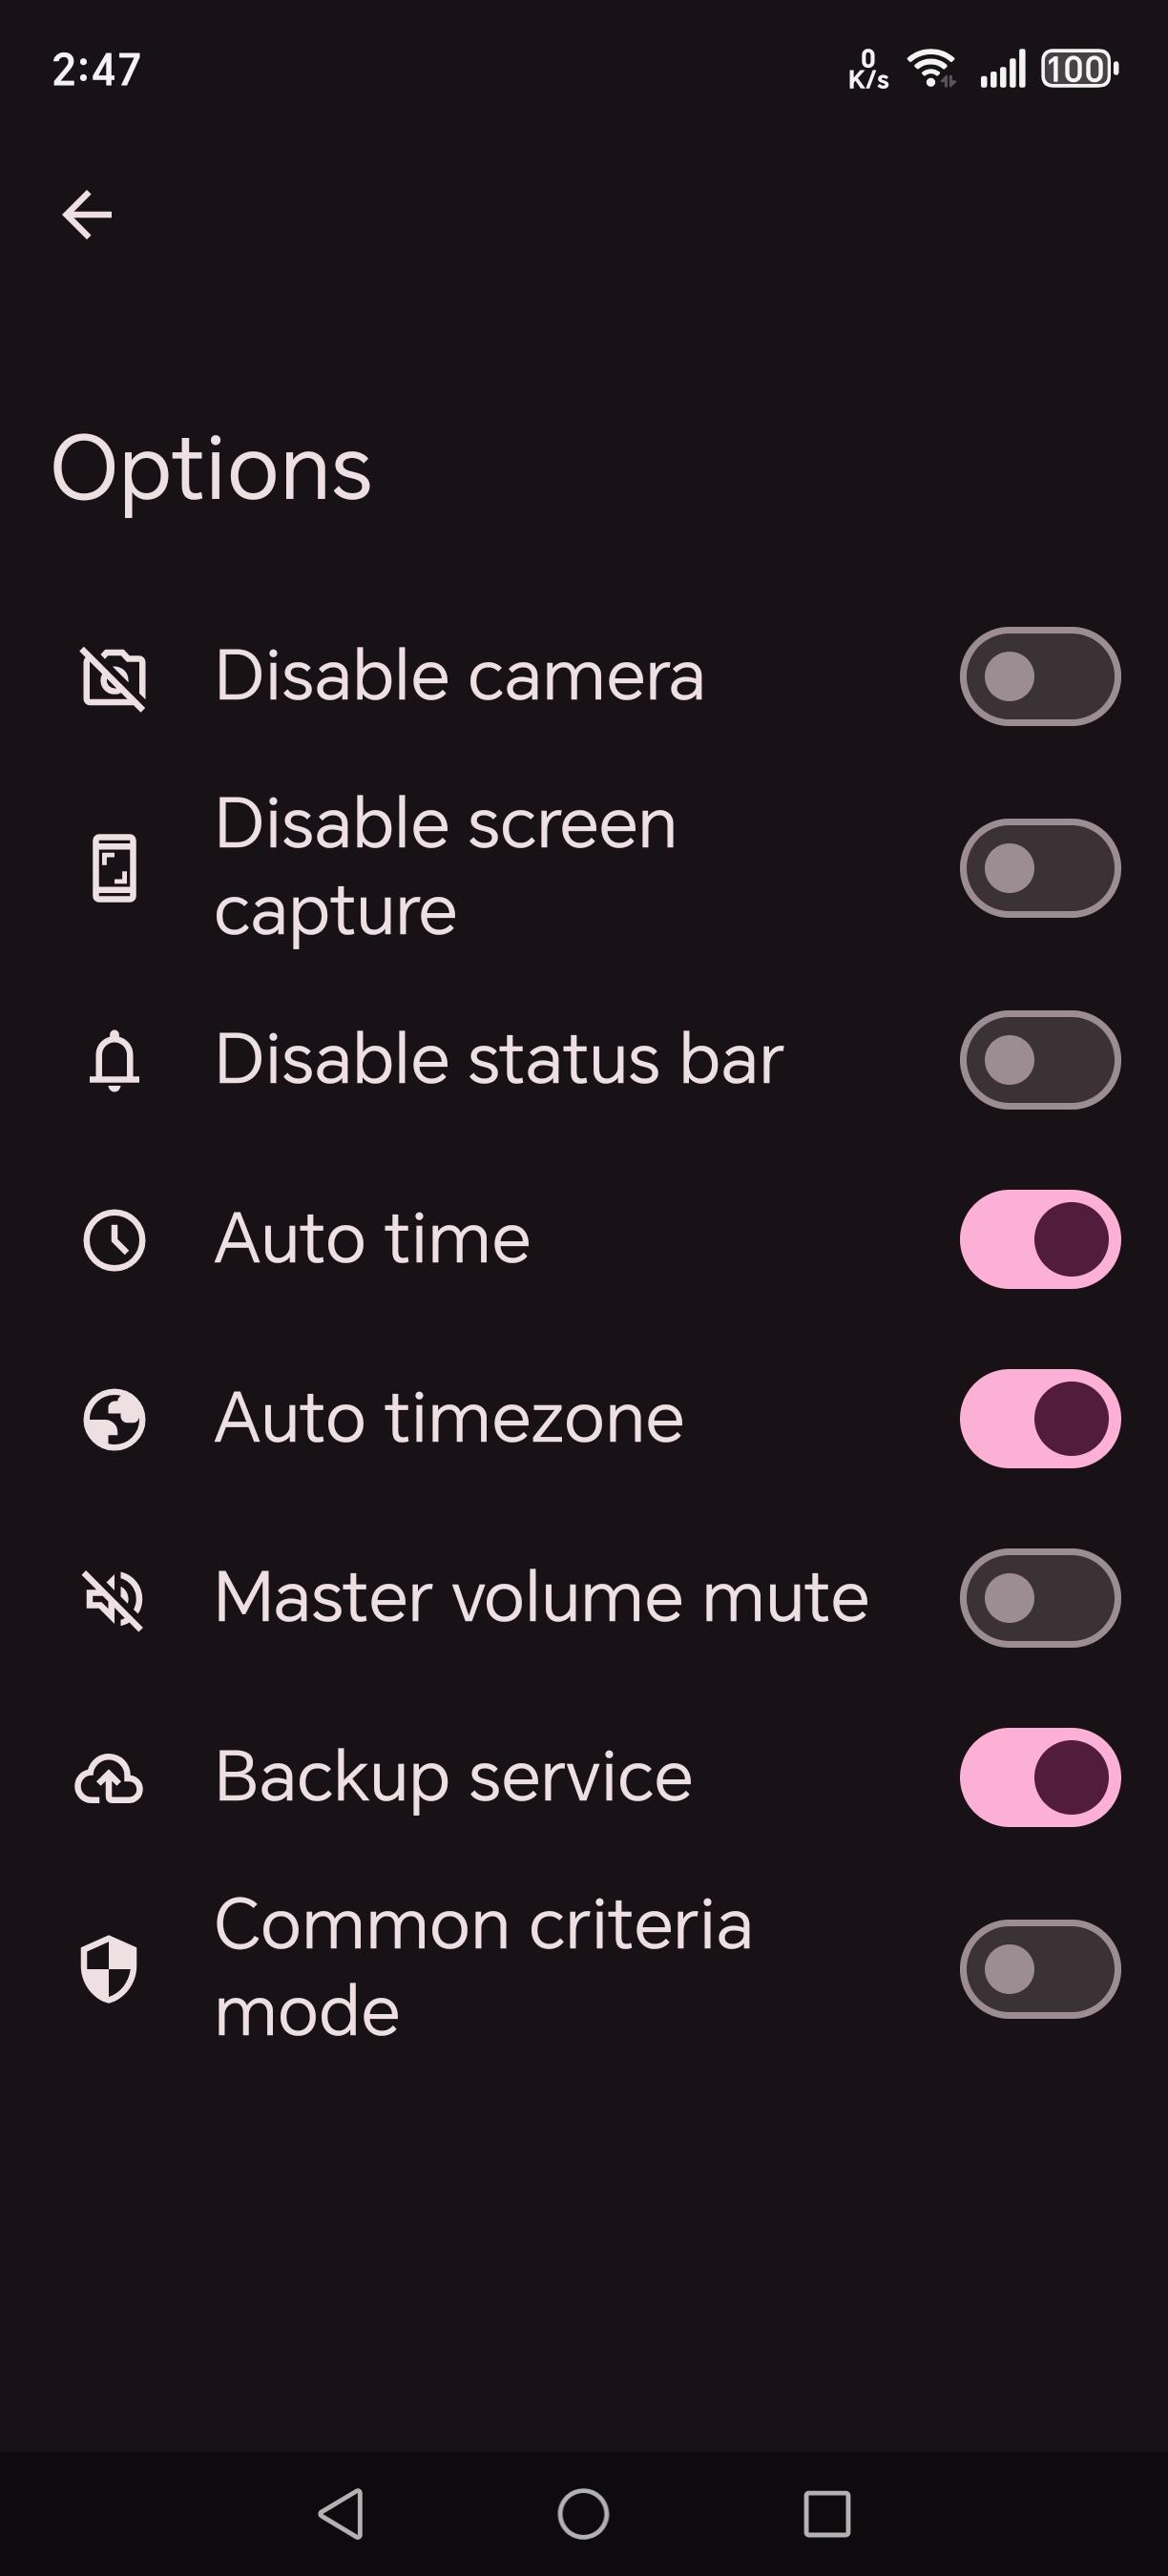 2:47
0
K/s
100
Options
Disable camera
Disable screen
capture
Disable status bar
Auto time
Auto timezone
Master volume mute
Backup service
Common criteria
mode